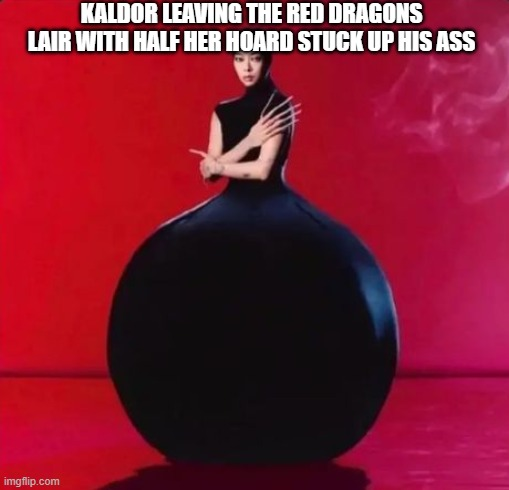 KALDOR LEAVING THE RED DRAGONS
LAIR WITH HALF HER HOARD STUCK UP HIS ASS
imgflip.com